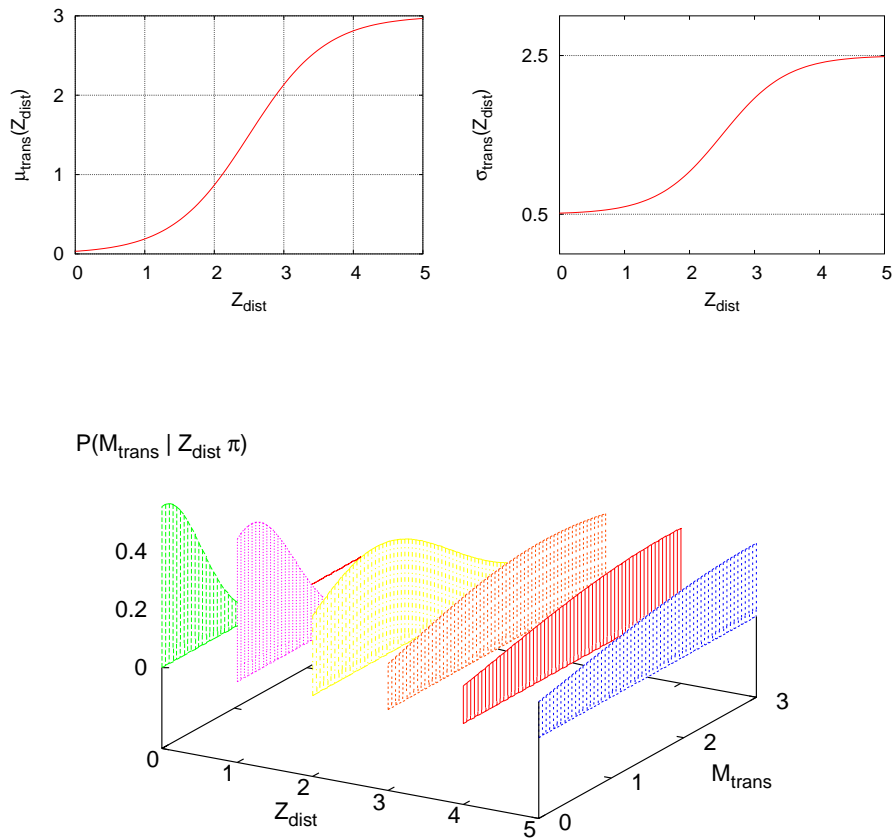 3
2
1
0
μtrans(Zdist)
0 1 2 3 4 5
Zdist
2.5
0.5
σtrans(Zdist)
0 1 2 3 4 5
Zdist
P(Mtrans | Zdist π)
0.4
0.2
0
0 1 2 3 4 5
Zdist
0 1 2 3
Mtrans